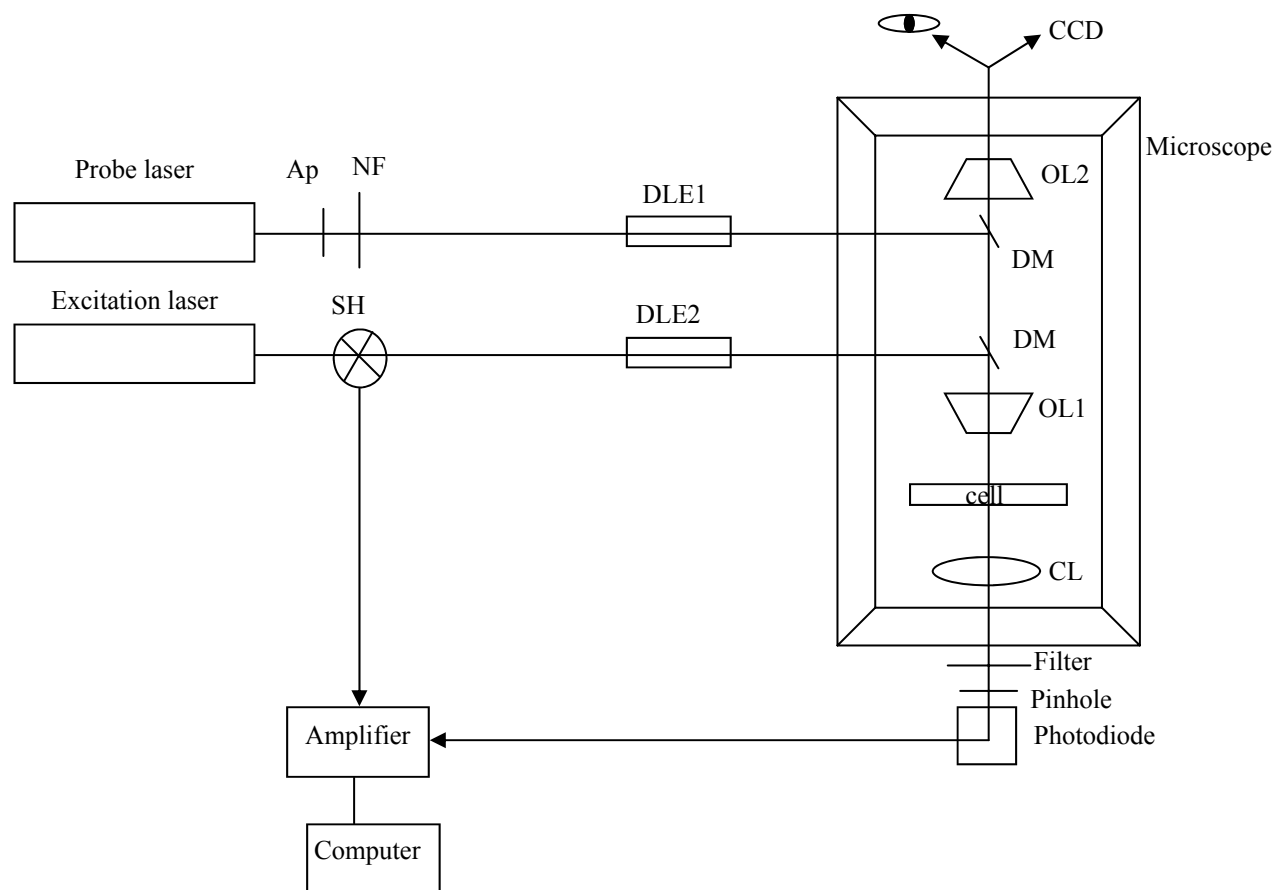 CCD
Microscope
Probe laser
Ap
NF
OL2
DLE1
DM
Excitation laser
SH
DLE2
DM
OL1
cell
CL
Filter
Pinhole
Photodiode
Amplifier
Computer